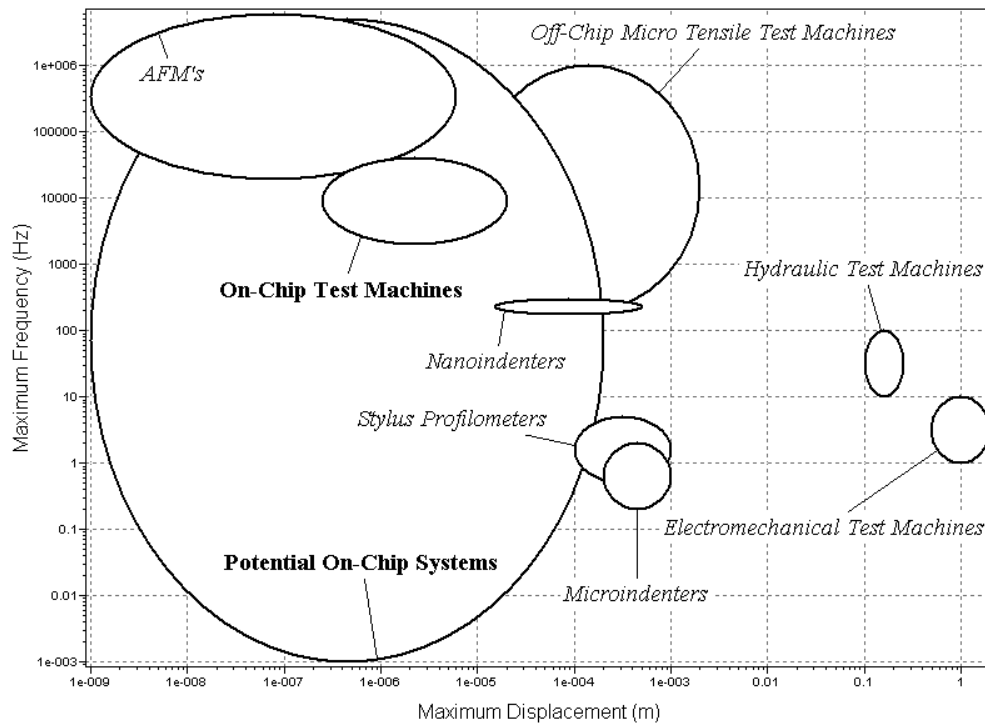 Off-Chip Micro Tensile Test Machines
AFM's
On-Chip Test Machines
Hydraulic Test Machines
Nanoindenters
Stylus Profilometers
Electromechanical Test Machines
Potential On-Chip Systems
Microindenters
Maximum Frequency (Hz)
1e+006
100000
10000
1000
100
10
1
0.1
0.01
1e-003
1e-009 1e-008 1e-007 1e-006 1e-005 1e-004 1e-003 0.01 0.1 1
Maximum Displacement (m)